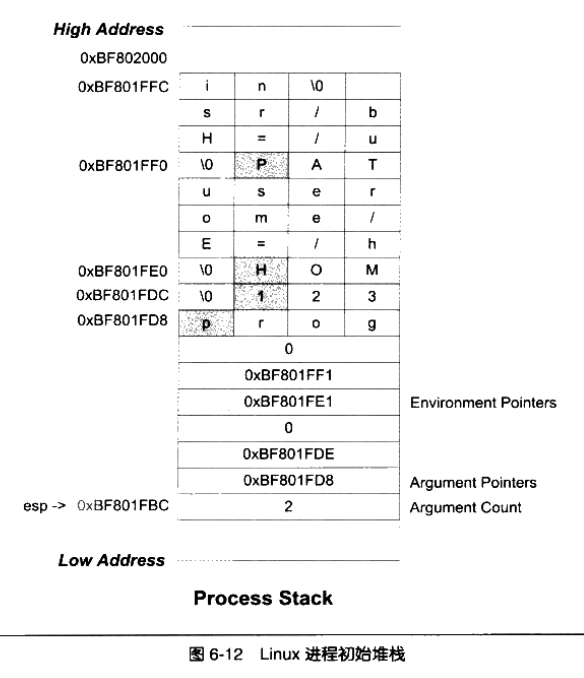 High Address
0xBF802000
0xBF801FFC i n \0
s r / b
H = / u
0xBF801FF0 \0 P A T
u s e r
o m e /
E = / h
0xBF801FE0 \0 H O M
0xBF801FDC \0 1 2 3
0xBF801FD8 p r o g
0
0xBF801FF1
0xBF801FE1 Environment Pointers
0
0xBF801FDE
0xBF801FD8 Argument Pointers
esp -> 0xBF801FBC 2 Argument Count
Low Address
Process Stack
图 6-12 Linux 进程初始堆栈